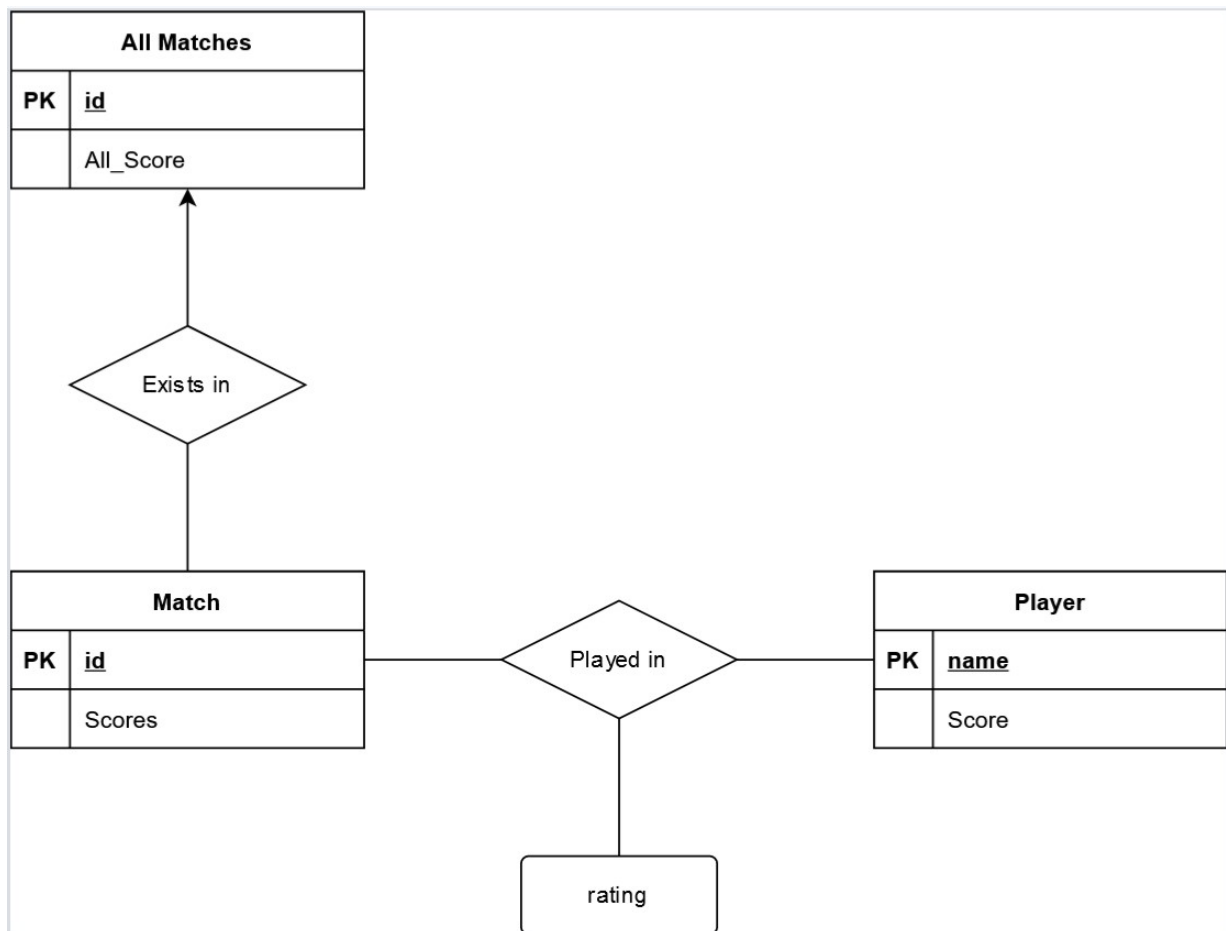 All Matches
PK id
All_Score
Exists in
Match
PK id
Scores
Played in
Player
PK name
Score
rating